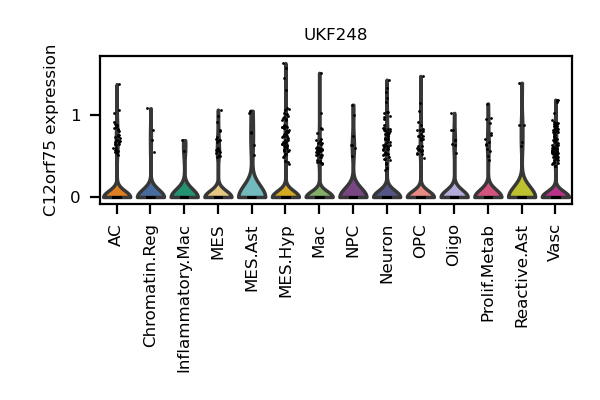 UKF248
C12orf75 expression
1
0
AC
Chromatin.Reg
Inflammatory.Mac
MES
MES.Ast
MES.Hyp
Mac
NPC
Neuron
OPC
Oligo
Prolif.Metab
Reactive.Ast
Vasc